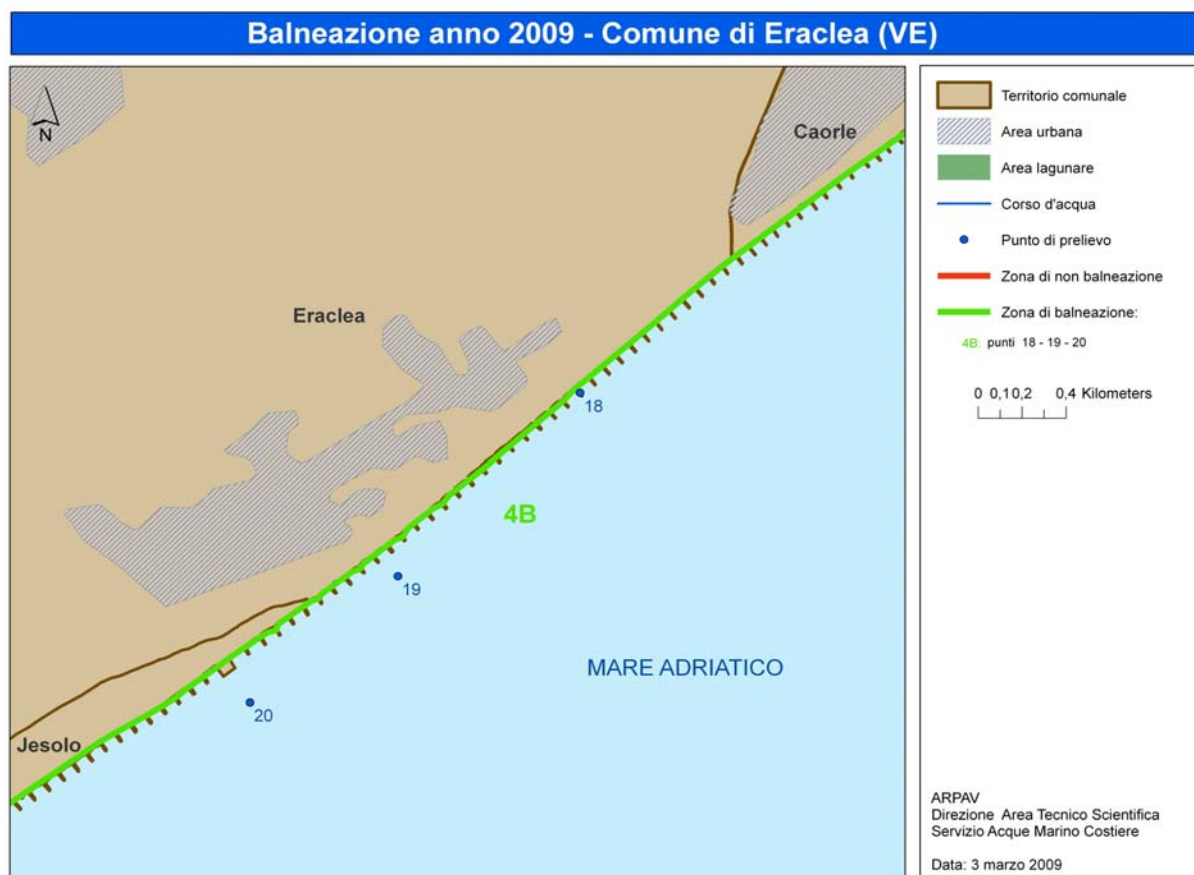 Balneazione anno 2009 - Comune di Eraclea (VE)
N
Caorle
Eraclea
18
4B
19
MARE ADRIATICO
20
Jesolo
Territorio comunale
Area urbana
Area lagunare
Corso d'acqua
Punto di prelievo
Zona di non balneazione
Zona di balneazione:
4B: punti 18 - 19 - 20
0 0,10,2 0,4 Kilometers
ARPAV
Direzione Area Tecnico Scientifica
Servizio Acque Marino Costiere
Data: 3 marzo 2009